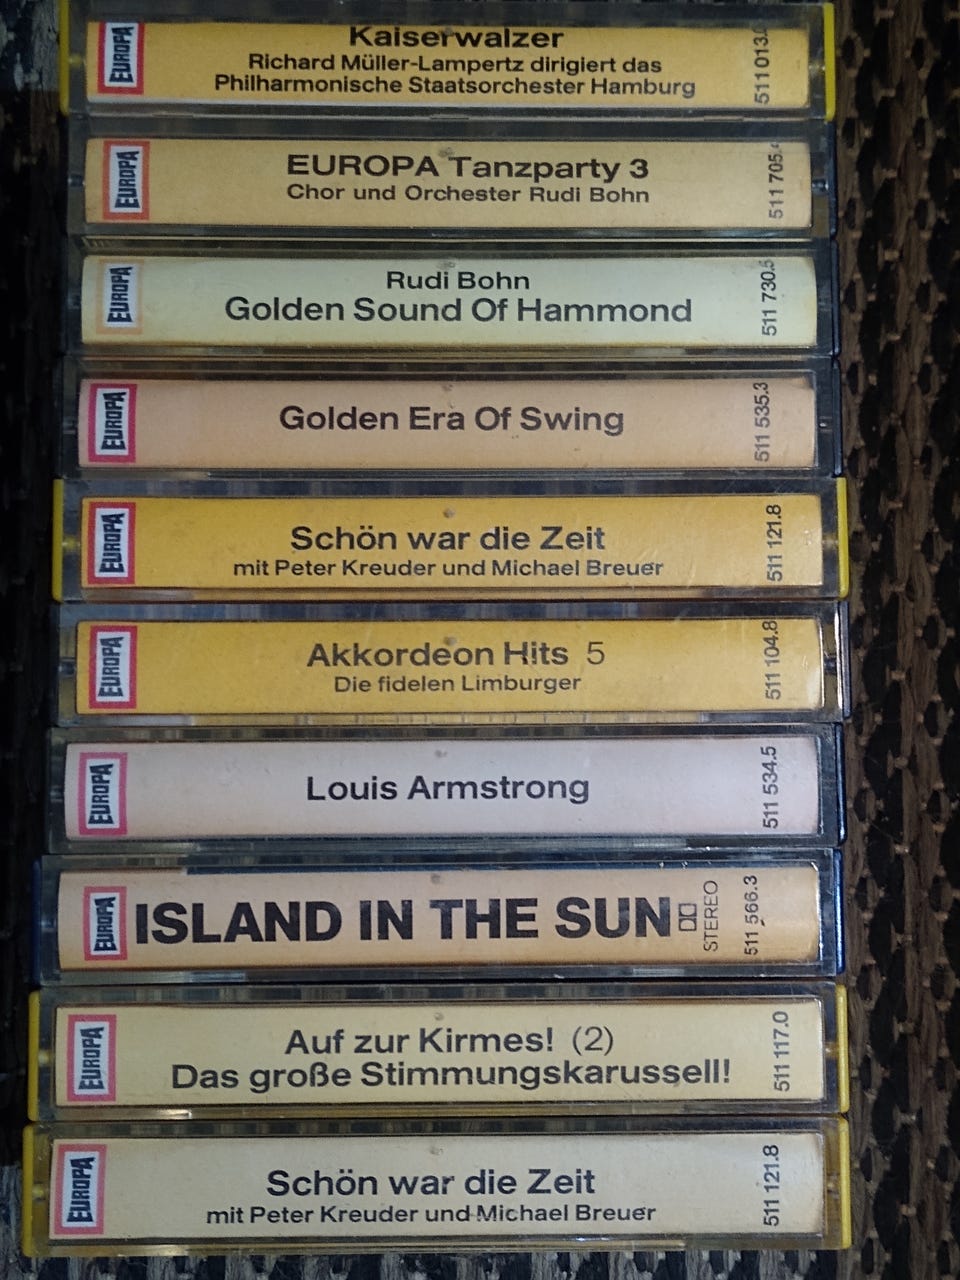 EUROPA
Kaiserwalzer
Richard Müller-Lampertz dirigiert das
Philharmonische Staatsorchester Hamburg
EUROPA
EUROPA Tanzparty 3
Chor und Orchester Rudi Bohn
EUROPA
Rudi Bohn
Golden Sound Of Hammond
511 730.5
EUROPA
Golden Era Of Swing
511 535.3
EUROPA
Schön war die Zeit
mit Peter Kreuder und Michael Breuer
511 121.8
EUROPA
Akkordeon Hits 5
Die fidelen Limburger
511 104.8
EUROPA
Louis Armstrong
511 534.5
EUROPA
ISLAND IN THE SUN
STEREO
511 566.3
EUROPA
Auf zur Kirmes! (2)
Das große Stimmungskarussell!
511 117.0
EUROPA
Schön war die Zeit
mit Peter Kreuder und Michael Breuer
511 121.8